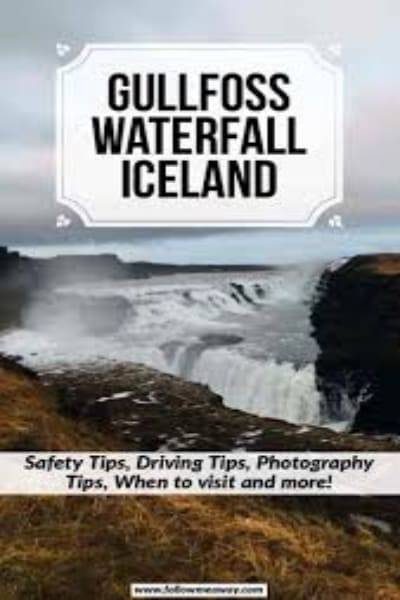 GULLFOSS
WATERFALL
ICELAND
Safety Tips, Driving Tips, Photography
Tips, When to visit and more!
www.followmeaway.com